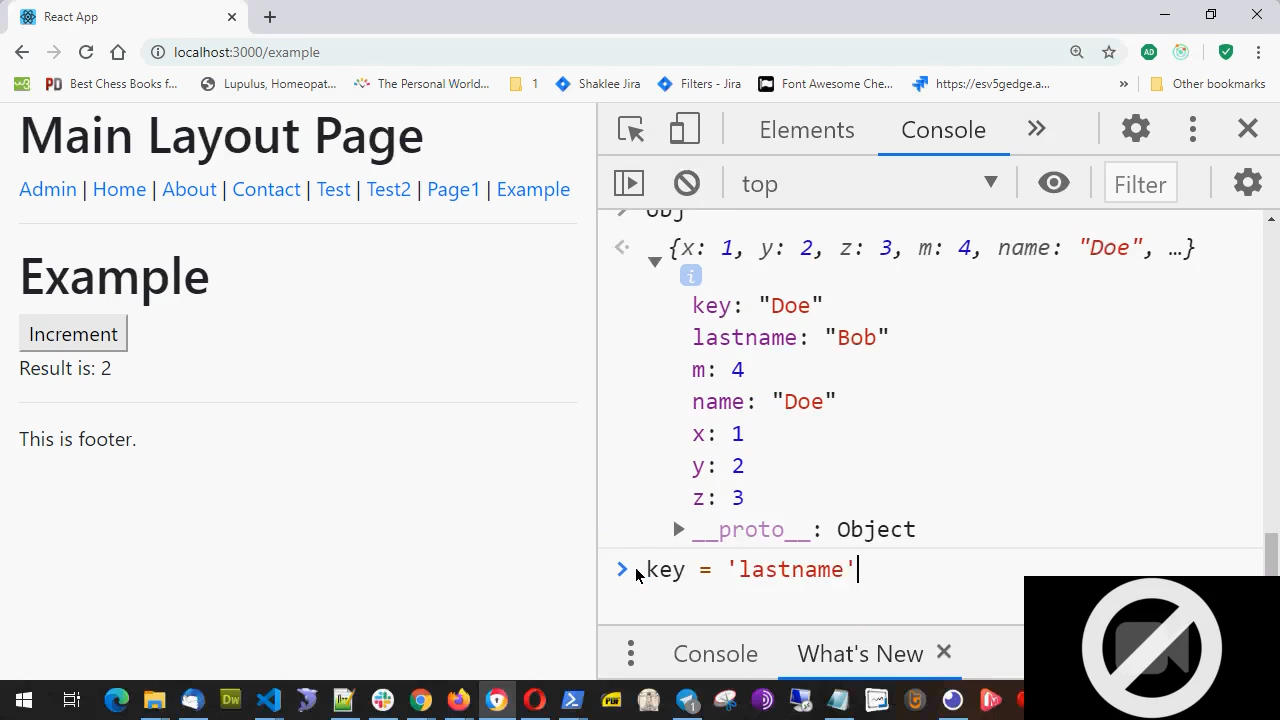 React App
localhost:3000/example
Best Chess Books f...
Lupulus, Homeopat...
The Personal World...
1
Shaklee Jira
Filters - Jira
Font Awesome Che...
https://esv5gedge.a...
»
Other bookmarks
Main Layout Page
Admin | Home | About | Contact | Test | Test2 | Page1 | Example
Example
Increment
Result is: 2
This is footer.
Elements
Console
»
top
Filter
obj
{x: 1, y: 2, z: 3, m: 4, name: "Doe", …}
i
key: "Doe"
lastname: "Bob"
m: 4
name: "Doe"
x: 1
y: 2
z: 3
__proto__: Object
key = 'lastname'
Console
What's New